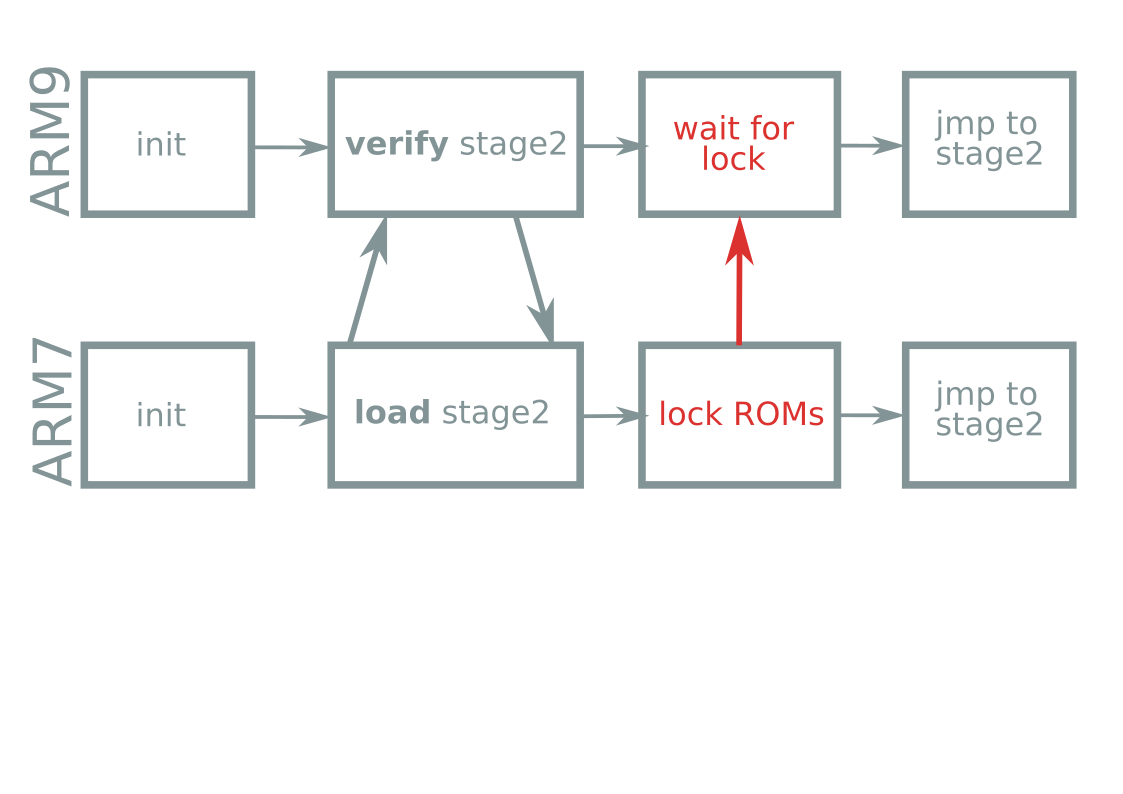 ARM9
init
verify stage2
wait for
lock
jmp to
stage2
ARM7
init
load stage2
lock ROMs
jmp to
stage2